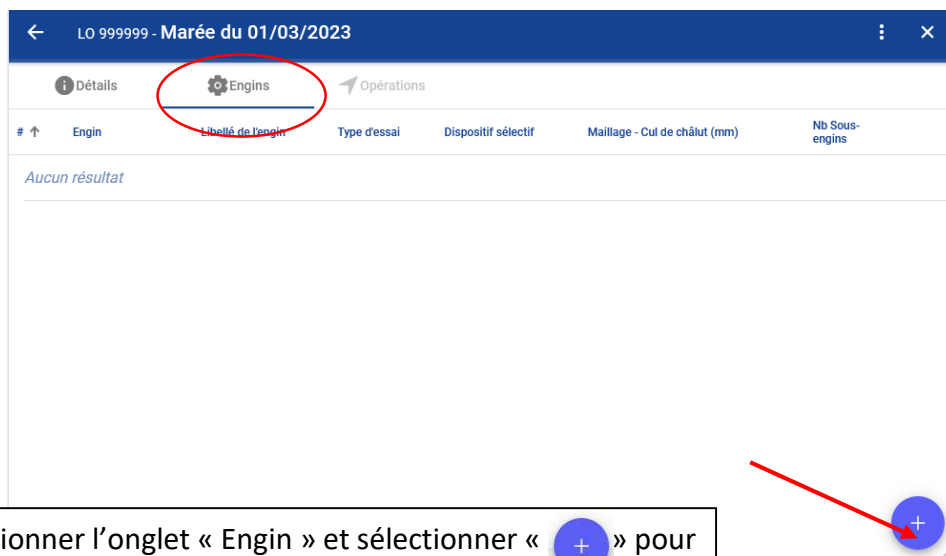 LO 999999 - Marée du 01/03/2023
Détails Engins Opérations
# Engin Libellé de l'engin Type d'essai Dispositif sélectif Maillage - Cul de châlut (mm) Nb Sous-
engins
Aucun résultat
ionner l'onglet « Engin » et sélectionner « + » pour
+